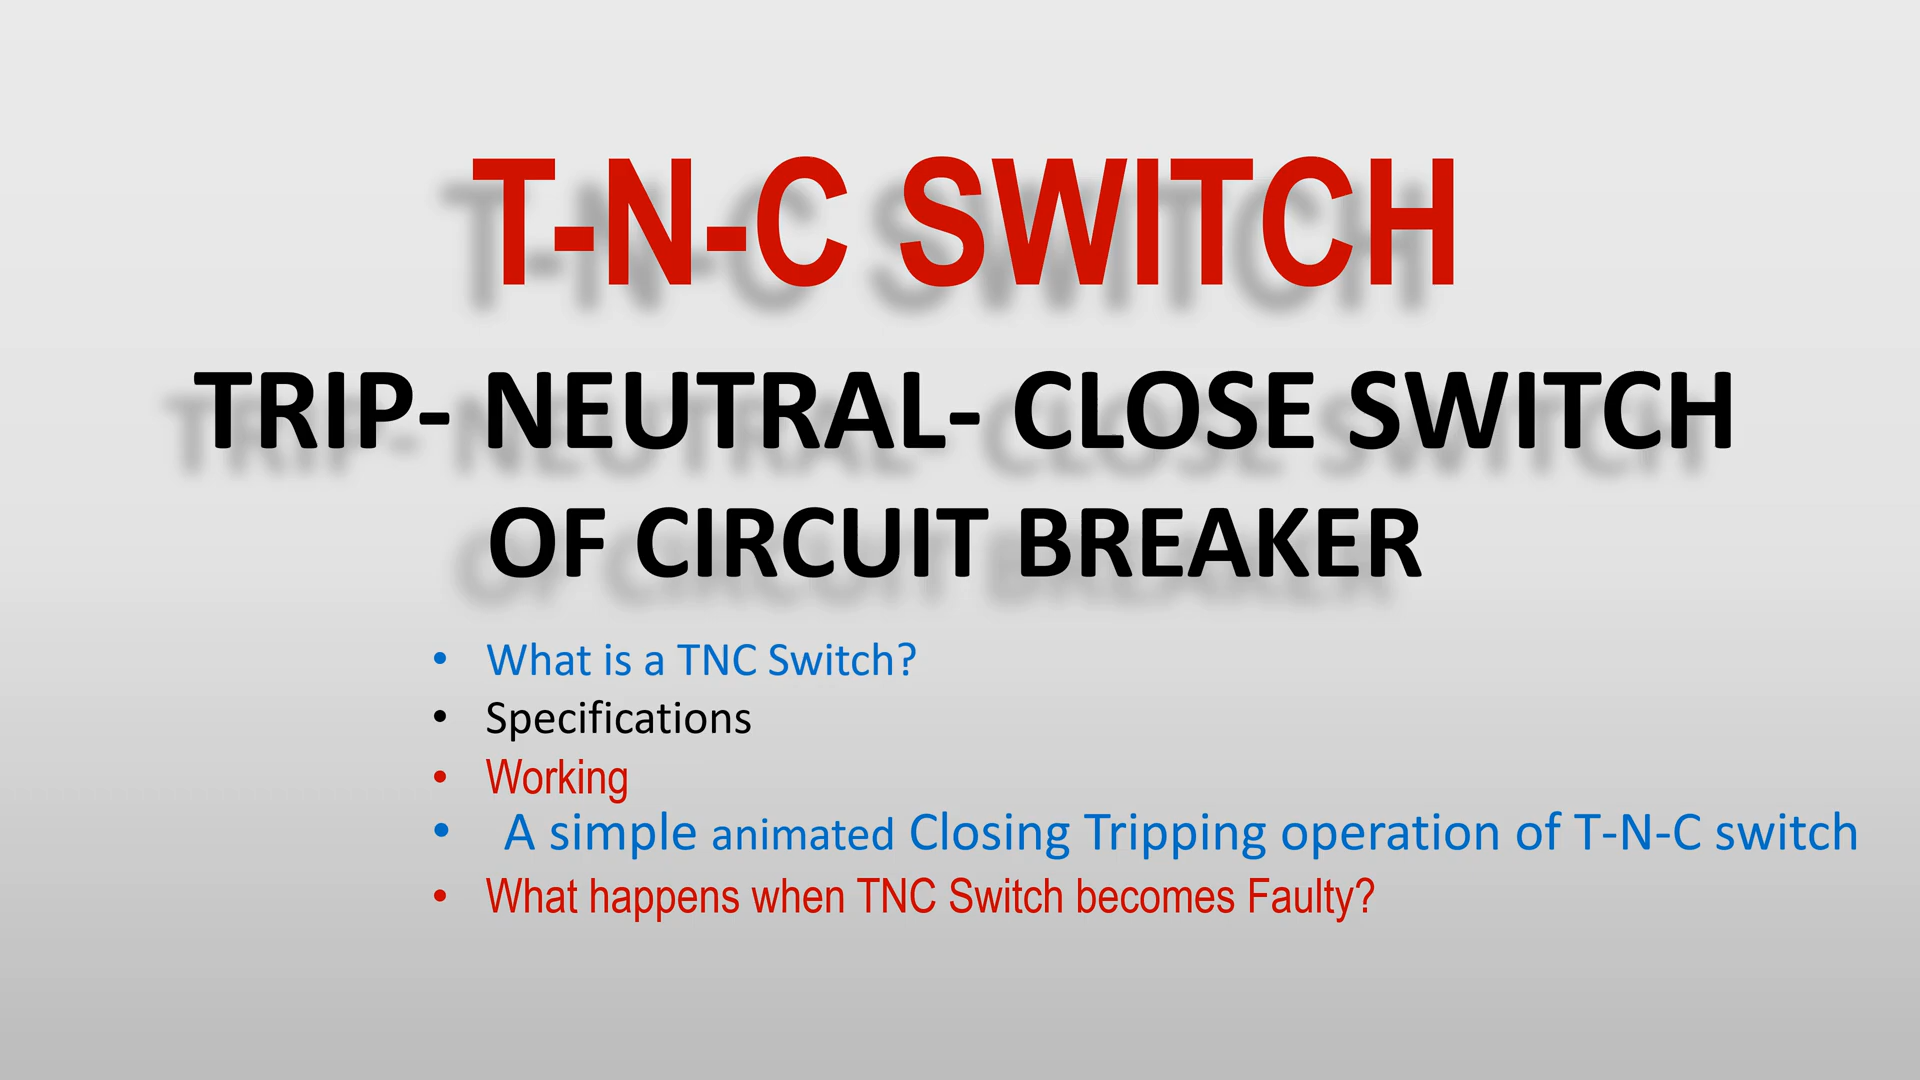 T-N-C SWITCH
TRIP- NEUTRAL- CLOSE SWITCH
OF CIRCUIT BREAKER
• What is a TNC Switch?
• Specifications
• Working
• A simple animated Closing Tripping operation of T-N-C switch
• What happens when TNC Switch becomes Faulty?